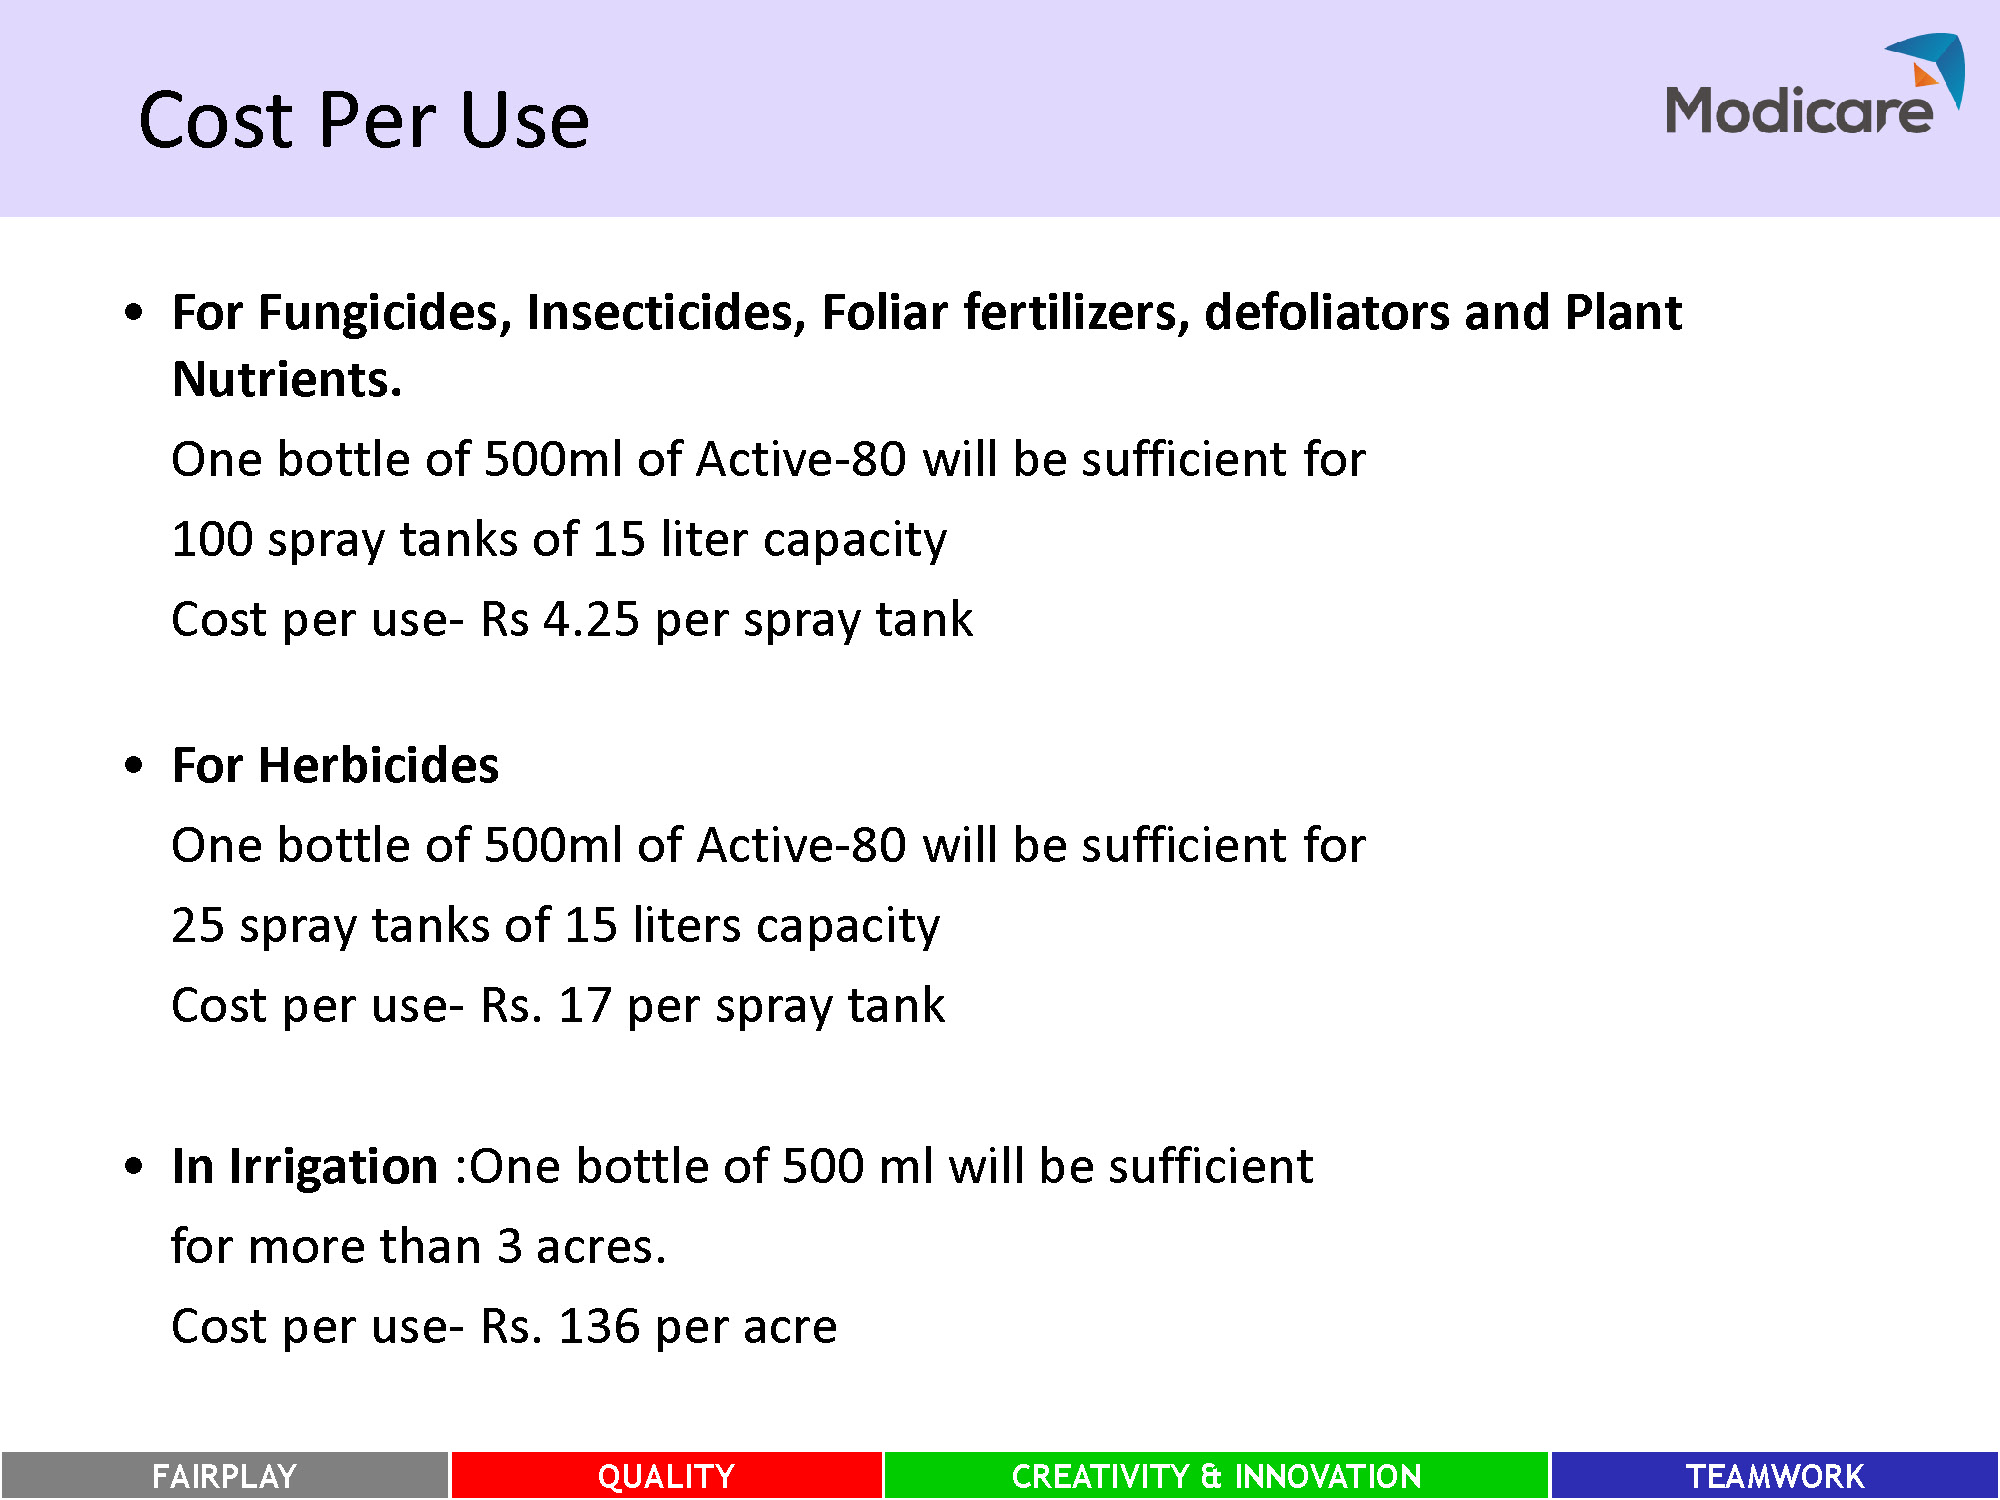 Cost Per Use
Modicare
• For Fungicides, Insecticides, Foliar fertilizers, defoliators and Plant
Nutrients.
One bottle of 500ml of Active-80 will be sufficient for
100 spray tanks of 15 liter capacity
Cost per use- Rs 4.25 per spray tank
• For Herbicides
One bottle of 500ml of Active-80 will be sufficient for
25 spray tanks of 15 liters capacity
Cost per use- Rs. 17 per spray tank
• In Irrigation :One bottle of 500 ml will be sufficient
for more than 3 acres.
Cost per use- Rs. 136 per acre
FAIRPLAY QUALITY CREATIVITY & INNOVATION TEAMWORK